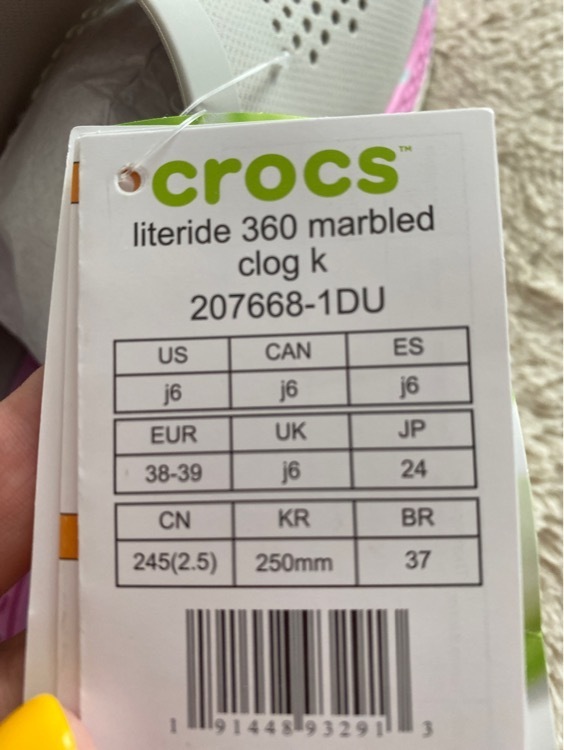 crocs™
literide 360 marbled
clog k
207668-1DU
US CAN ES
j6 j6 j6
EUR UK JP
38-39 j6 24
CN KR BR
245(2.5) 250mm 37
1 91448 93291 3